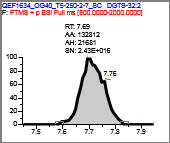 QEF1634_OG40_T5-250-2-7_8C DGTS-32:2
F: FTMS + p ESI Full ms [500.0000-2000.0000]
RT: 7.69
AA: 132812
AH: 21681
SN: 2.43E+016
100
80
60
40
20
0
7.76
7.5 7.6 7.7 7.8 7.9